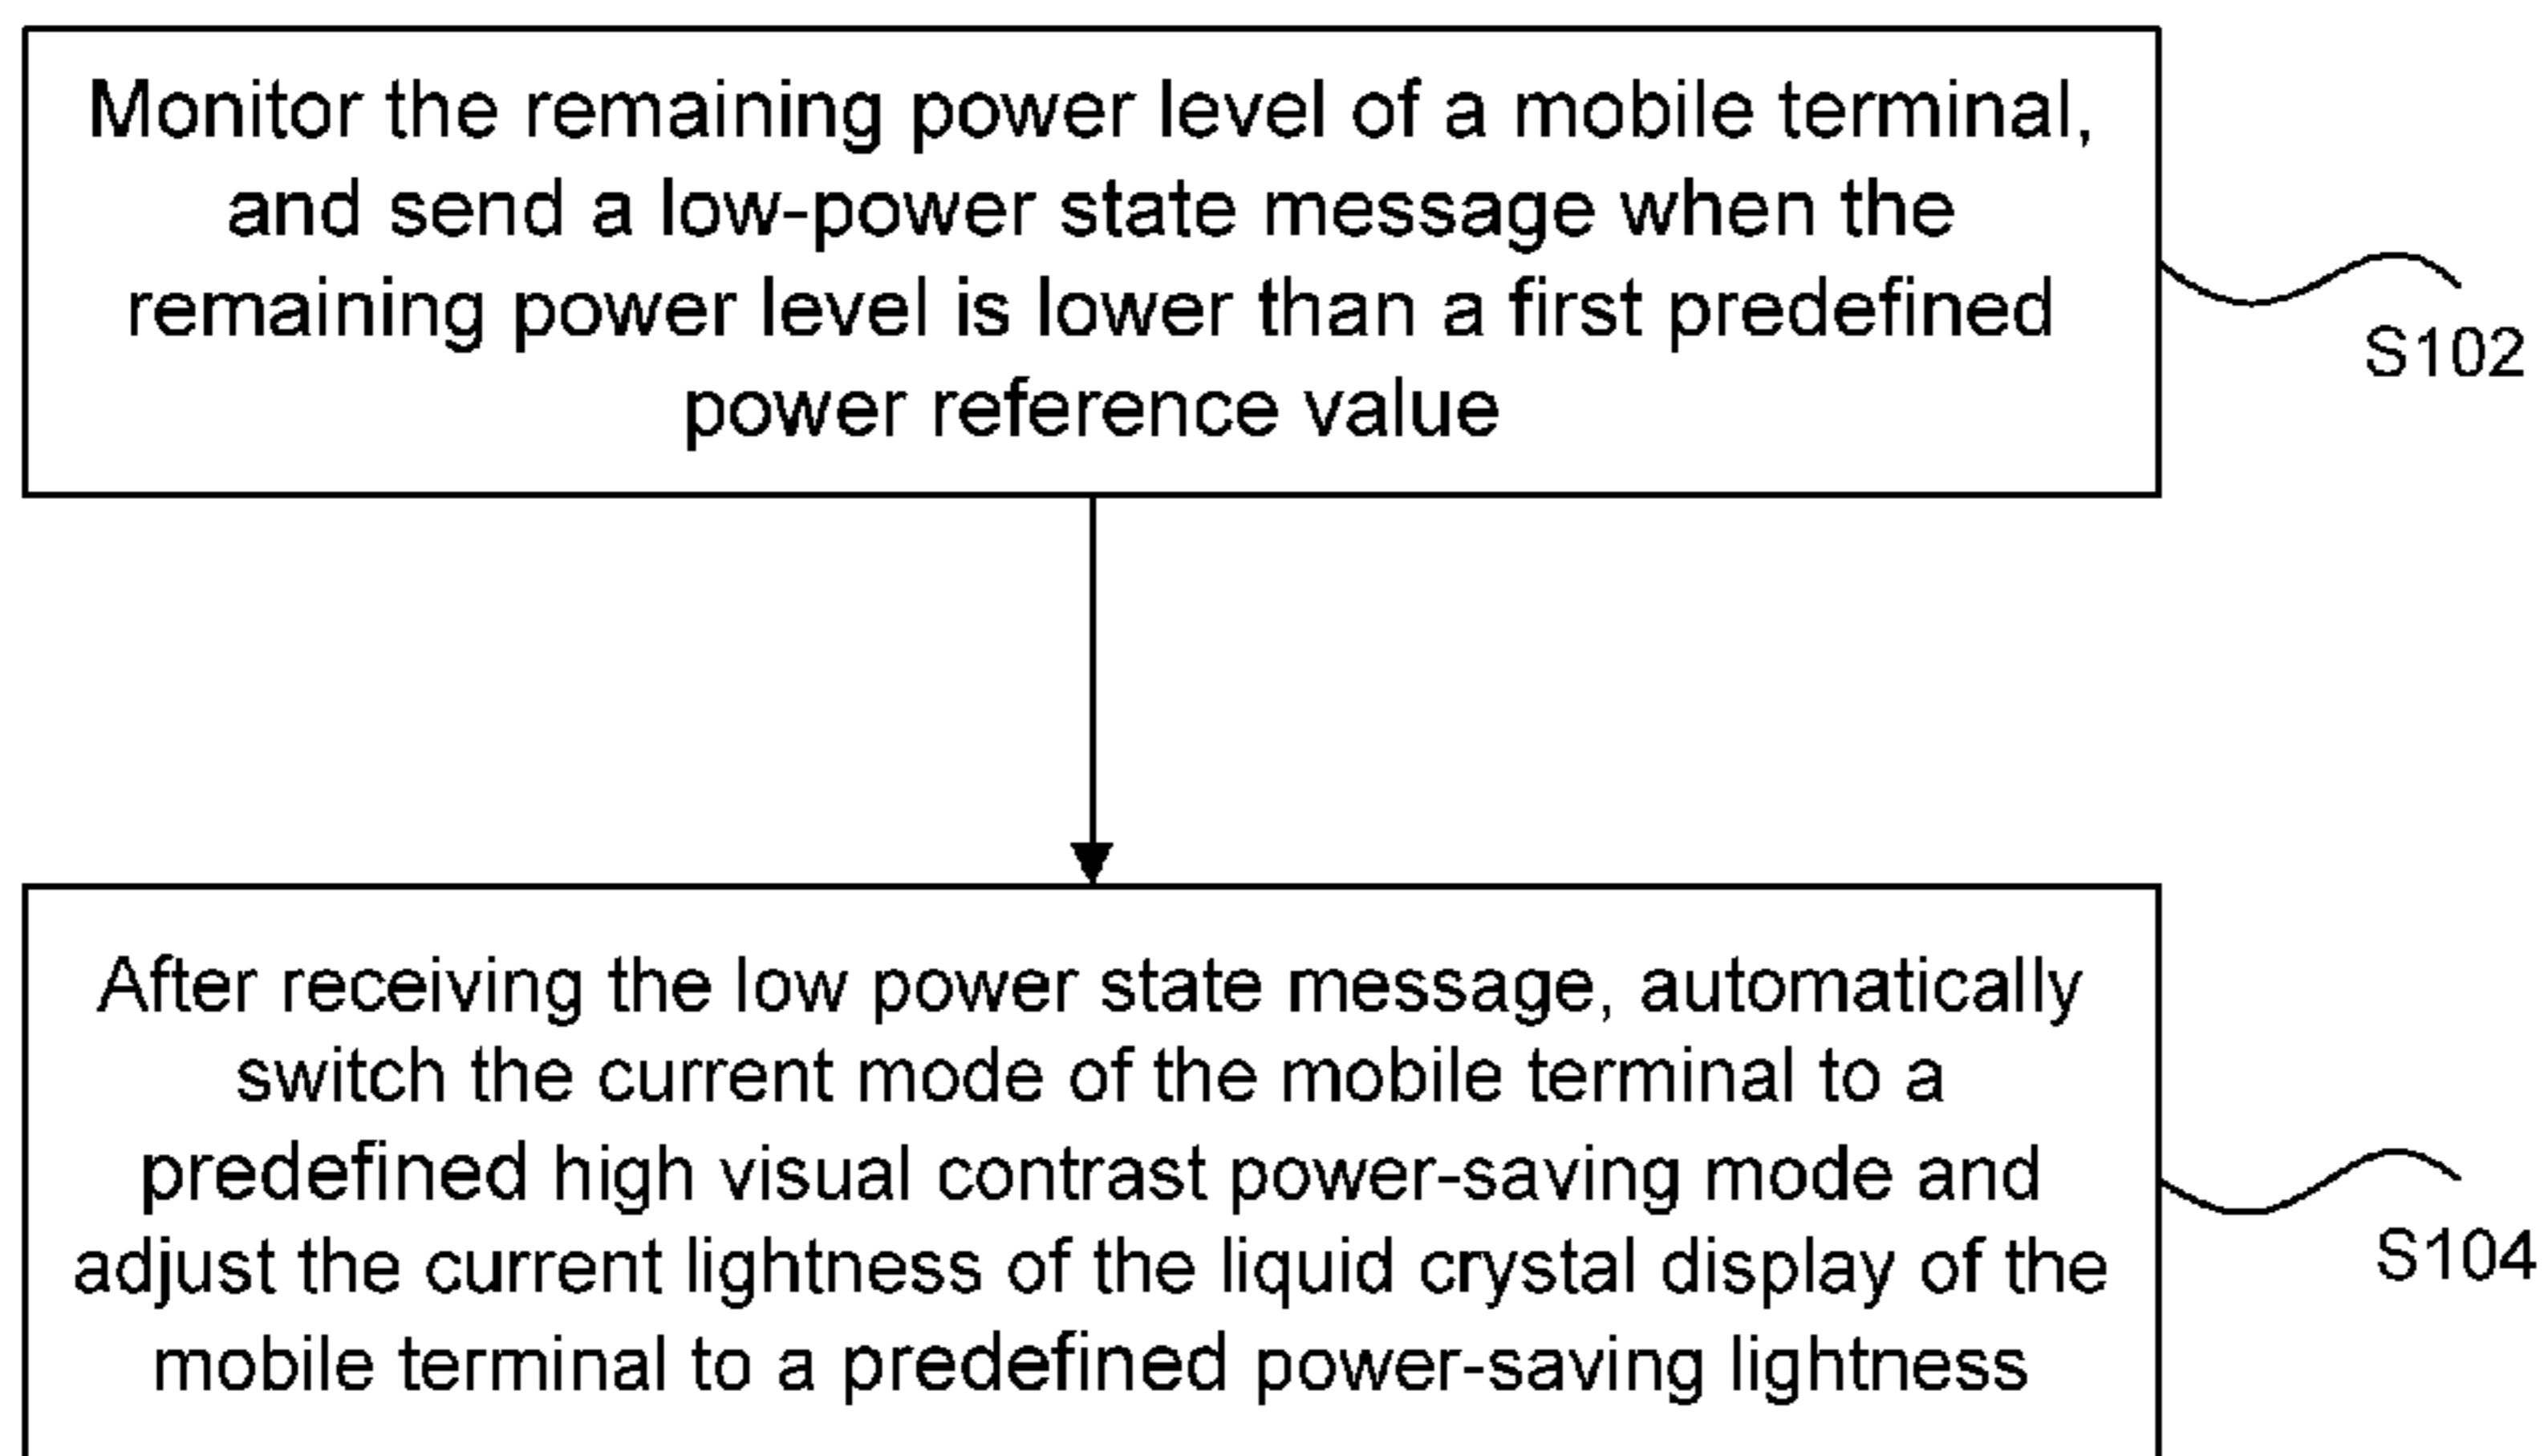 Monitor the remaining power level of a mobile terminal,
and send a low-power state message when the
remaining power level is lower than a first predefined
power reference value
S102
After receiving the low power state message, automatically
switch the current mode of the mobile terminal to a
predefined high visual contrast power-saving mode and
adjust the current lightness of the liquid crystal display of the
mobile terminal to a predefined power-saving lightness
S104